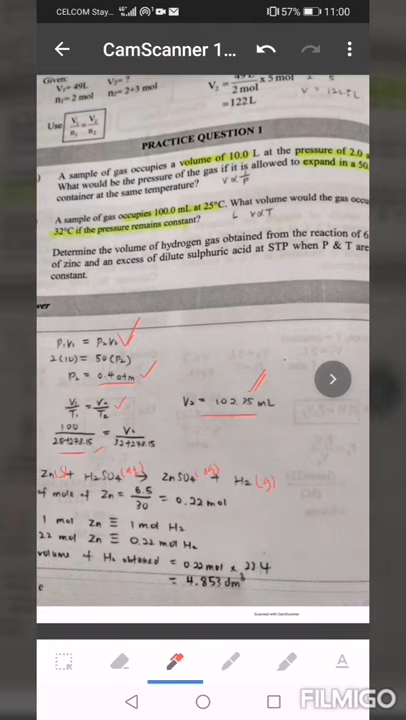 CELCOM Stay... 57% 11:00
CamScanner 1...
Given:
V₁= 49L V₂= ?
n₁= 2 mol n₂= 2+3 mol
V₂ = x 5 mol
2 mol
= 122L
V = 122.5L
Use V₁/n₁ = V₂/n₂
PRACTICE QUESTION 1
A sample of gas occupies a volume of 10.0 L at the pressure of 2.0
What would be the pressure of the gas if it is allowed to expand in a 50
container at the same temperature? V ∝ 1/P
A sample of gas occupies 100.0 mL at 25°C. What volume would the gas occu
32°C if the pressure remains constant? V∝T
Determine the volume of hydrogen gas obtained from the reaction of 6
of zinc and an excess of dilute sulphuric acid at STP when P & T are
constant.
wer
P₁V₁ = P₂V₂
2(10) = 50(P₂)
P₂ = 0.4 atm
V₁/T₁ = V₂/T₂ V₂ = 102.35 mL
100/25+273.15 = V₂/32+273.15
Zn(s) + H₂SO₄(aq) → ZnSO₄(aq) + H₂(g)
of mole of Zn = 6.5/30 = 0.22 mol
1 mol Zn ≡ 1 mol H₂
22 mol Zn ≡ 0.22 mol H₂
volume of H₂ obtained = 0.22 mol x 22.4
= 4.853 dm³
e
Scanned with CamScanner
A
FILMIGO